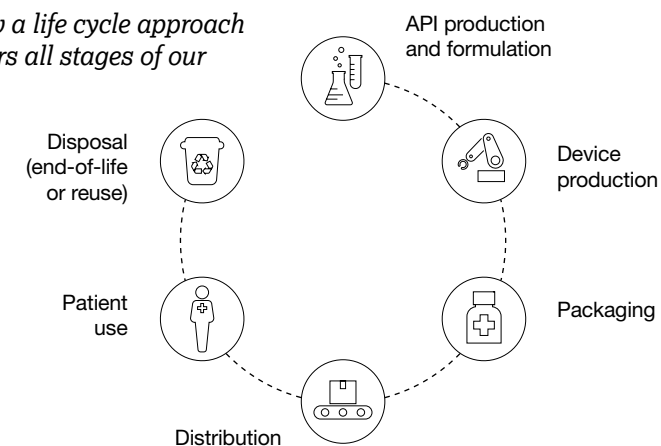 a life cycle approach
all stages of our
API production
and formulation
Disposal
(end-of-life
or reuse)
Device
production
Patient
use
Packaging
Distribution